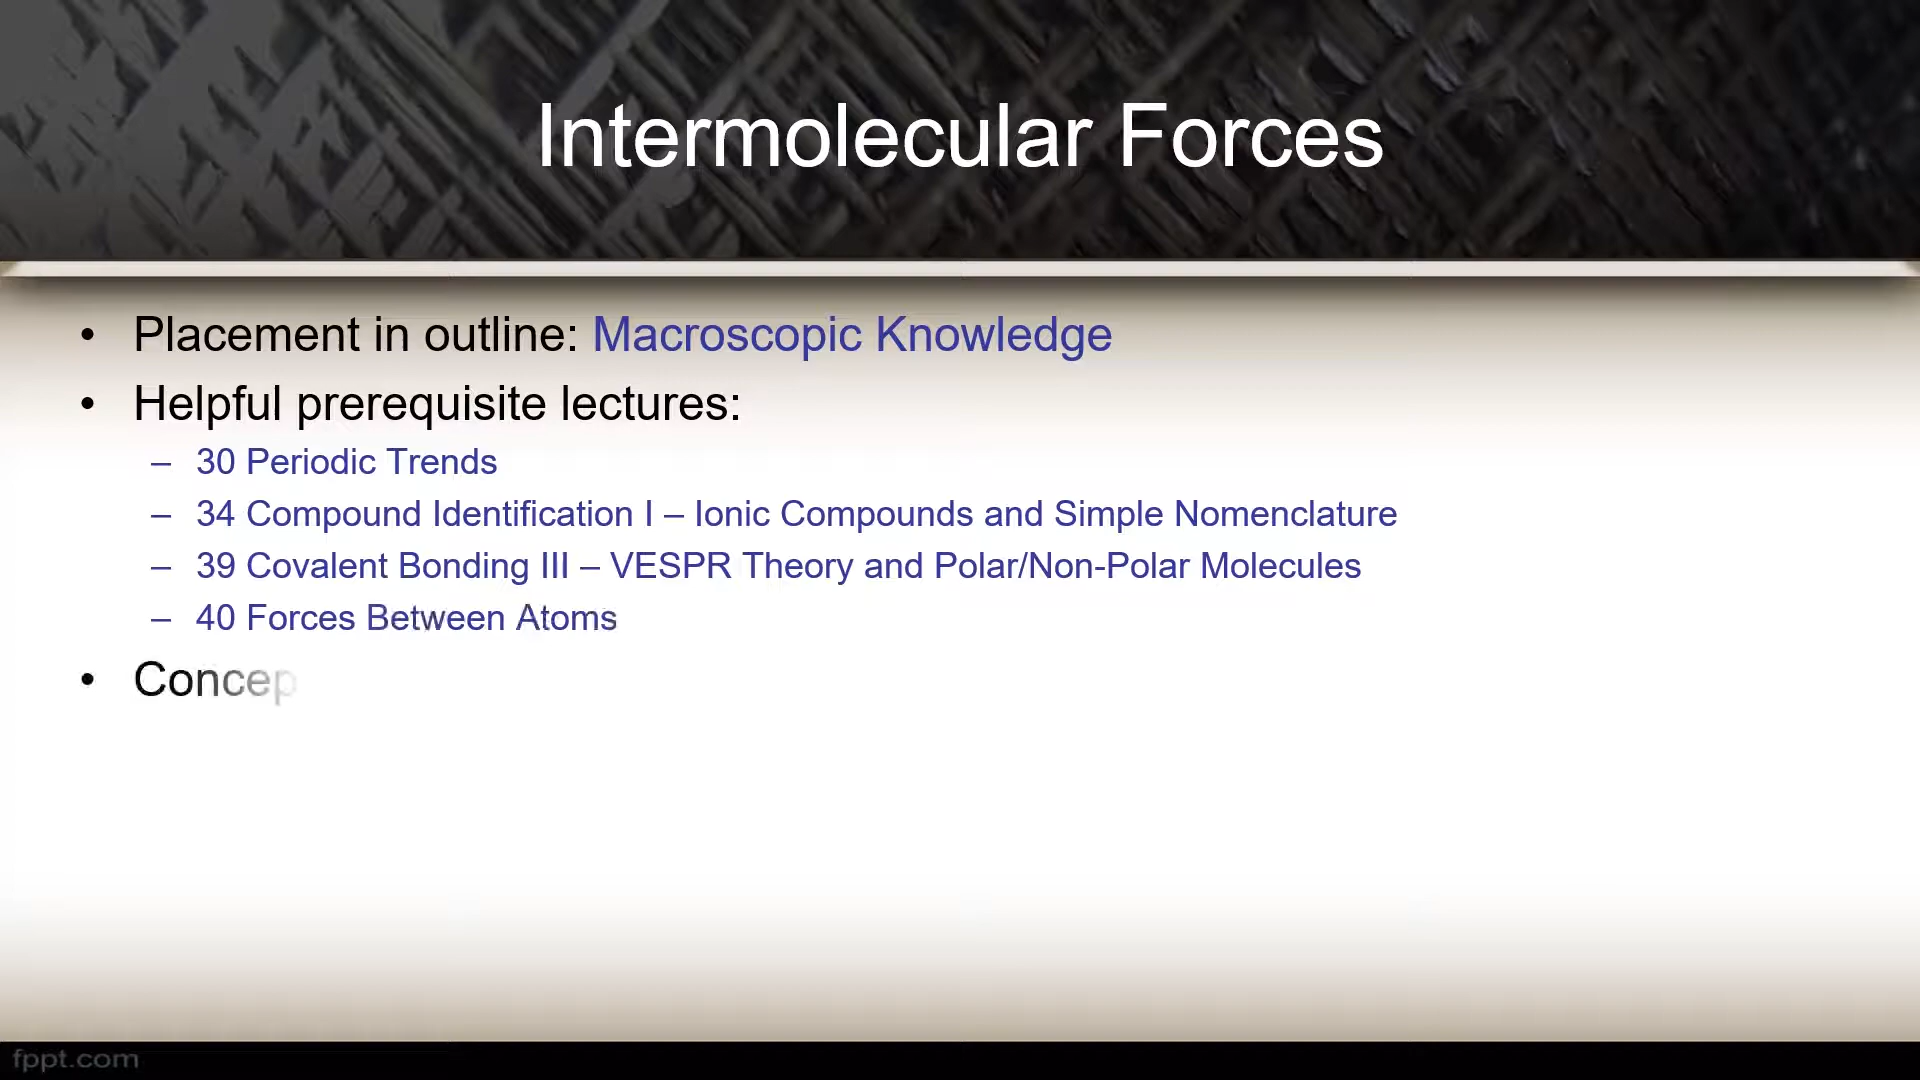 Intermolecular Forces
• Placement in outline: Macroscopic Knowledge
• Helpful prerequisite lectures:
– 30 Periodic Trends
– 34 Compound Identification I – Ionic Compounds and Simple Nomenclature
– 39 Covalent Bonding III – VESPR Theory and Polar/Non-Polar Molecules
– 40 Forces Between Atoms
• Concep
fppt.com